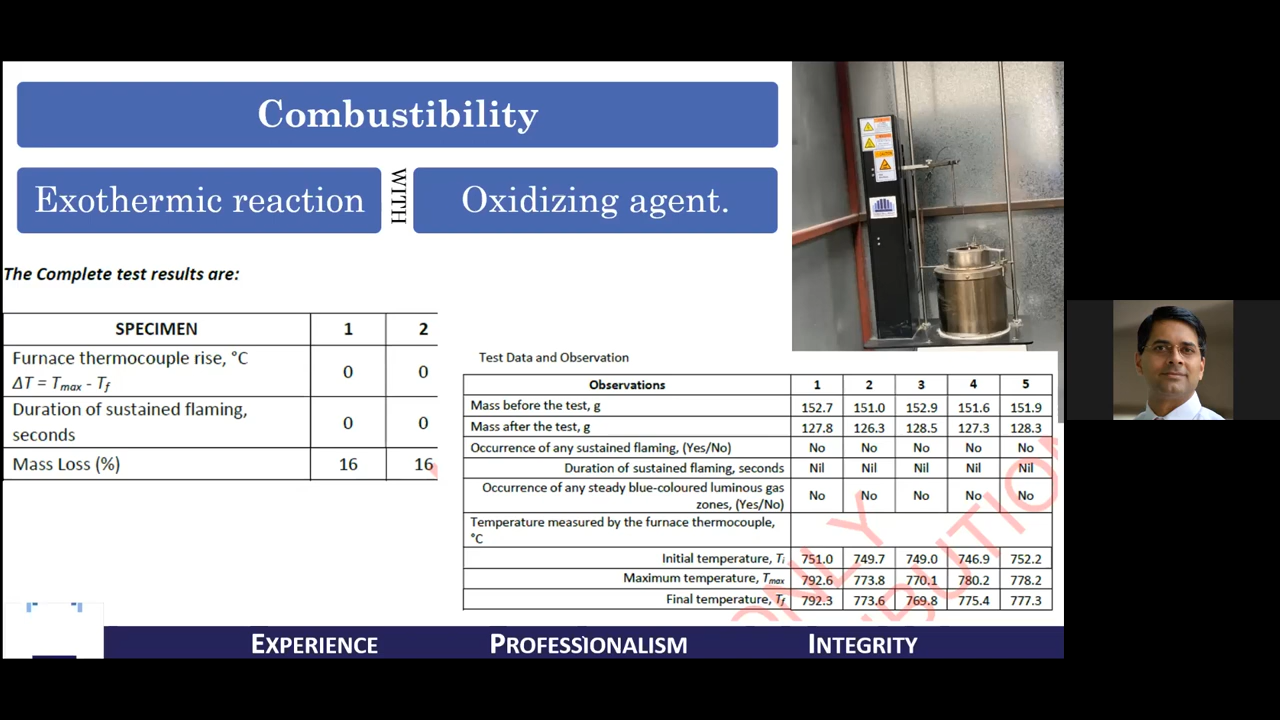 Combustibility
Exothermic reaction
WITH
Oxidizing agent.
The Complete test results are:
SPECIMEN 1 2
Furnace thermocouple rise, °C
ΔT = Tmax - Tf 0 0
Duration of sustained flaming,
seconds 0 0
Mass Loss (%) 16 16
Test Data and Observation
Observations 1 2 3 4 5
Mass before the test, g 152.7 151.0 152.9 151.6 151.9
Mass after the test, g 127.8 126.3 128.5 127.3 128.3
Occurrence of any sustained flaming, (Yes/No) No No No No No
Duration of sustained flaming, seconds Nil Nil Nil Nil Nil
Occurrence of any steady blue-coloured luminous gas
zones, (Yes/No) No No No No No
Temperature measured by the furnace thermocouple,
°C
Initial temperature, Ti 751.0 749.7 749.0 746.9 752.2
Maximum temperature, Tmax 792.6 773.8 770.1 780.2 778.2
Final temperature, Tf 792.3 773.6 769.8 775.4 777.3
ONLY
EXPERIENCE PROFESSIONALISM INTEGRITY